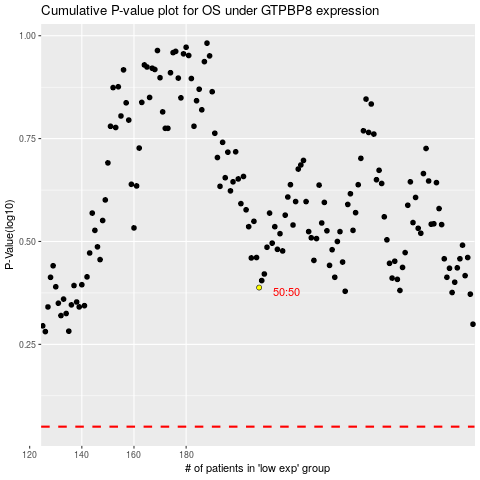 Cumulative P-value plot for OS under GTPBP8 expression
1.00
0.75
0.50
0.25
P-Value(log10)
50:50
120 140 160 180
# of patients in 'low exp' group